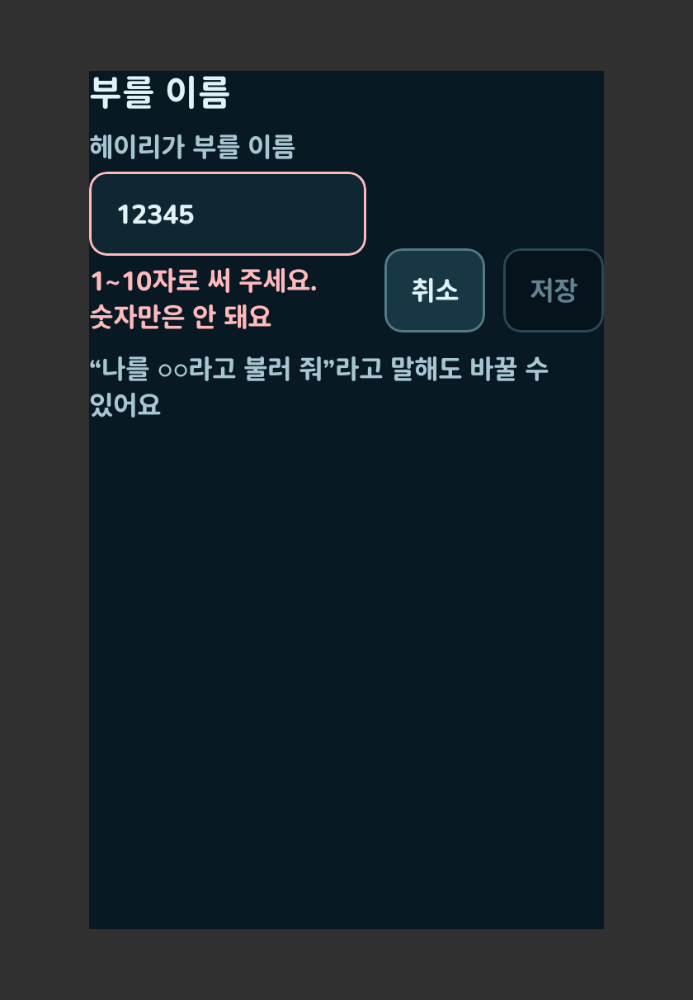 부를 이름
헤이리가 부를 이름
12345
1~10자로 써 주세요.
숫자만은 안 돼요
취소
저장
“나를 ○○라고 불러 줘”라고 말해도 바꿀 수
있어요